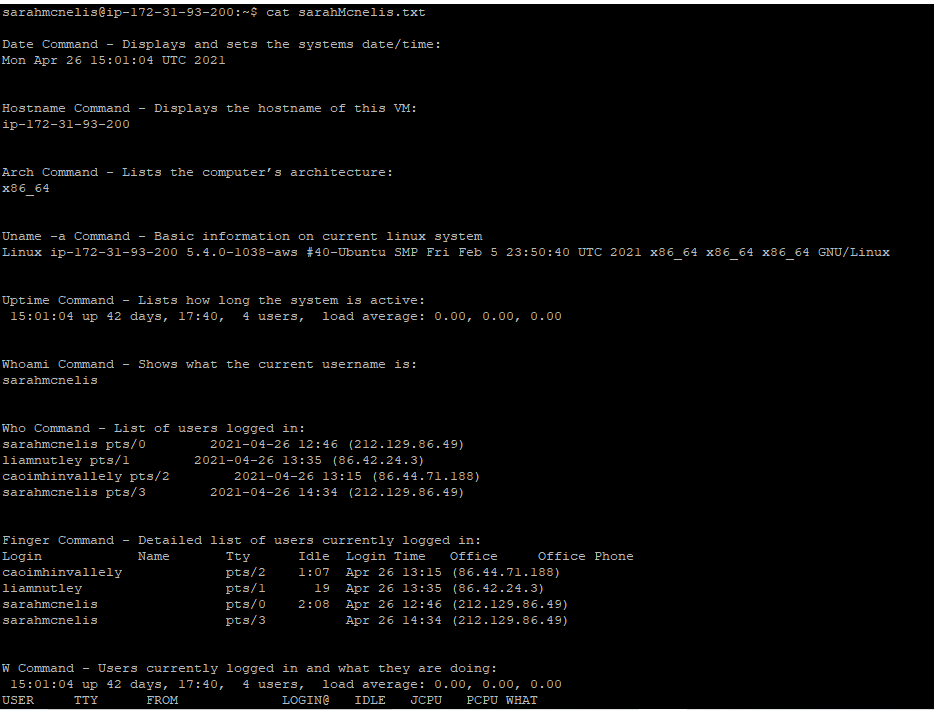 sarahmcnelis@ip-172-31-93-200:~$ cat sarahMcnelis.txt
Date Command - Displays and sets the systems date/time:
Mon Apr 26 15:01:04 UTC 2021
Hostname Command - Displays the hostname of this VM:
ip-172-31-93-200
Arch Command - Lists the computer’s architecture:
x86_64
Uname -a Command - Basic information on current linux system
Linux ip-172-31-93-200 5.4.0-1038-aws #40-Ubuntu SMP Fri Feb 5 23:50:40 UTC 2021 x86_64 x86_64 x86_64 GNU/Linux
Uptime Command - Lists how long the system is active:
 15:01:04 up 42 days, 17:40,  4 users,  load average: 0.00, 0.00, 0.00
Whoami Command - Shows what the current username is:
sarahmcnelis
Who Command - List of users logged in:
sarahmcnelis pts/0        2021-04-26 12:46 (212.129.86.49)
liamnutley pts/1        2021-04-26 13:35 (86.42.24.3)
caoimhinvallely pts/2        2021-04-26 13:15 (86.44.71.188)
sarahmcnelis pts/3        2021-04-26 14:34 (212.129.86.49)
Finger Command - Detailed list of users currently logged in:
Login            Name       Tty      Idle  Login Time   Office     Office Phone
caoimhinvallely             pts/2    1:07  Apr 26 13:15 (86.44.71.188)
liamnutley                  pts/1      19  Apr 26 13:35 (86.42.24.3)
sarahmcnelis                pts/0    2:08  Apr 26 12:46 (212.129.86.49)
sarahmcnelis                pts/3          Apr 26 14:34 (212.129.86.49)
W Command - Users currently logged in and what they are doing:
 15:01:04 up 42 days, 17:40,  4 users,  load average: 0.00, 0.00, 0.00
USER     TTY      FROM             LOGIN@   IDLE   JCPU   PCPU WHAT